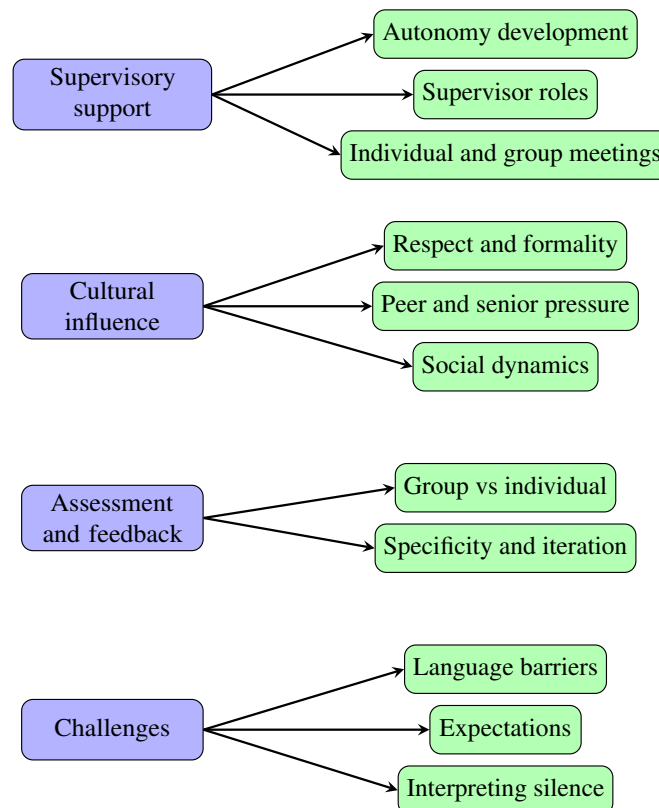 Supervisory
support
Autonomy development
Supervisor roles
Individual and group meetings
Cultural
influence
Respect and formality
Peer and senior pressure
Social dynamics
Assessment
and feedback
Group vs individual
Specificity and iteration
Challenges
Language barriers
Expectations
Interpreting silence